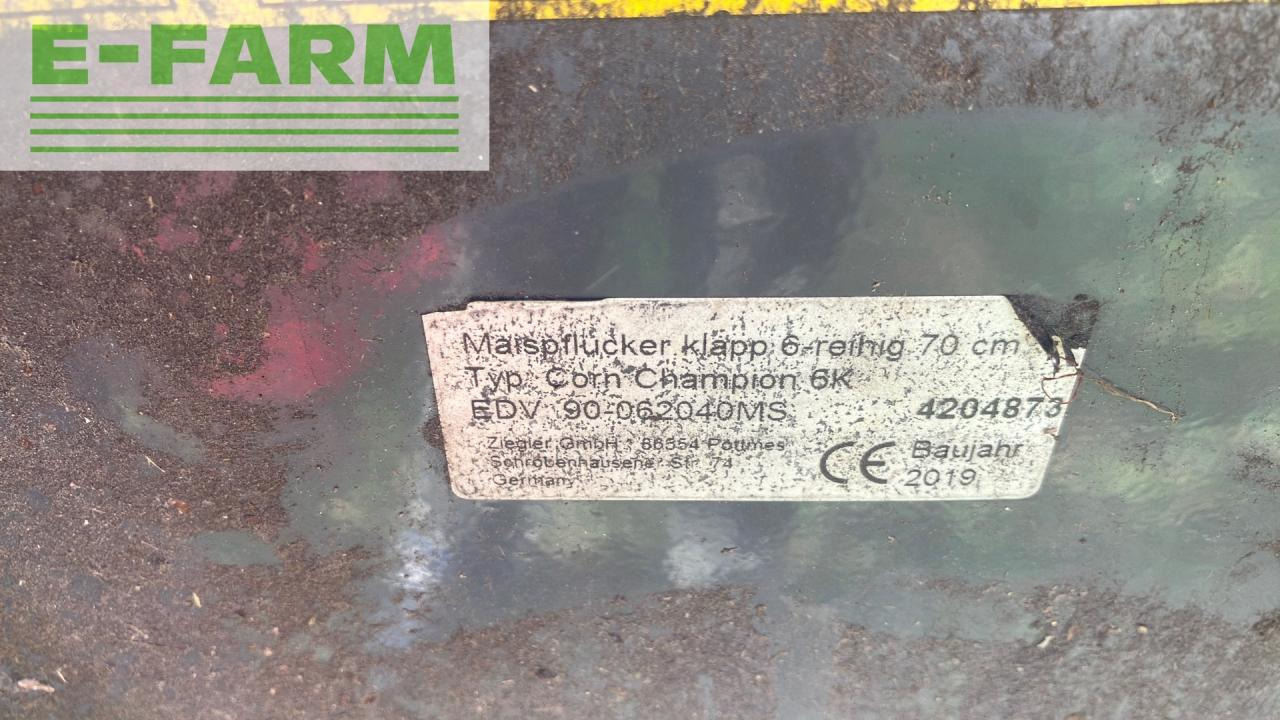 E-FARM
Maispflücker klapp.6-reihig 70 cm
Typ: Corn Champion 6K
EDV 90-062040MS 4204873
Ziegler GmbH · 86554 Pöttmes
Schrobenhausener Str. 74
Germany
CE Baujahr
2019